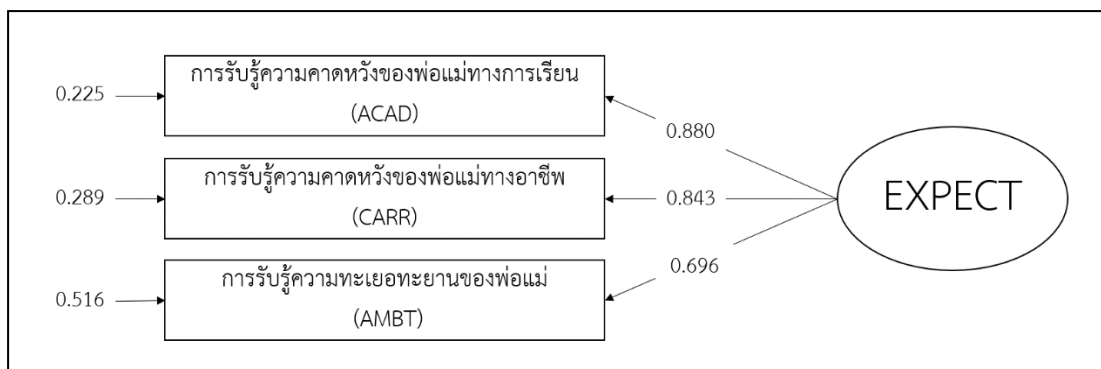 การรับรู้ความคาดหวังของพ่อแม่ทางการเรียน
(ACAD)
0.225
0.880
การรับรู้ความคาดหวังของพ่อแม่ทางอาชีพ
(CARR)
0.289
0.843
EXPECT
การรับรู้ความทะเยอทะยานของพ่อแม่
(AMBT)
0.516
0.696